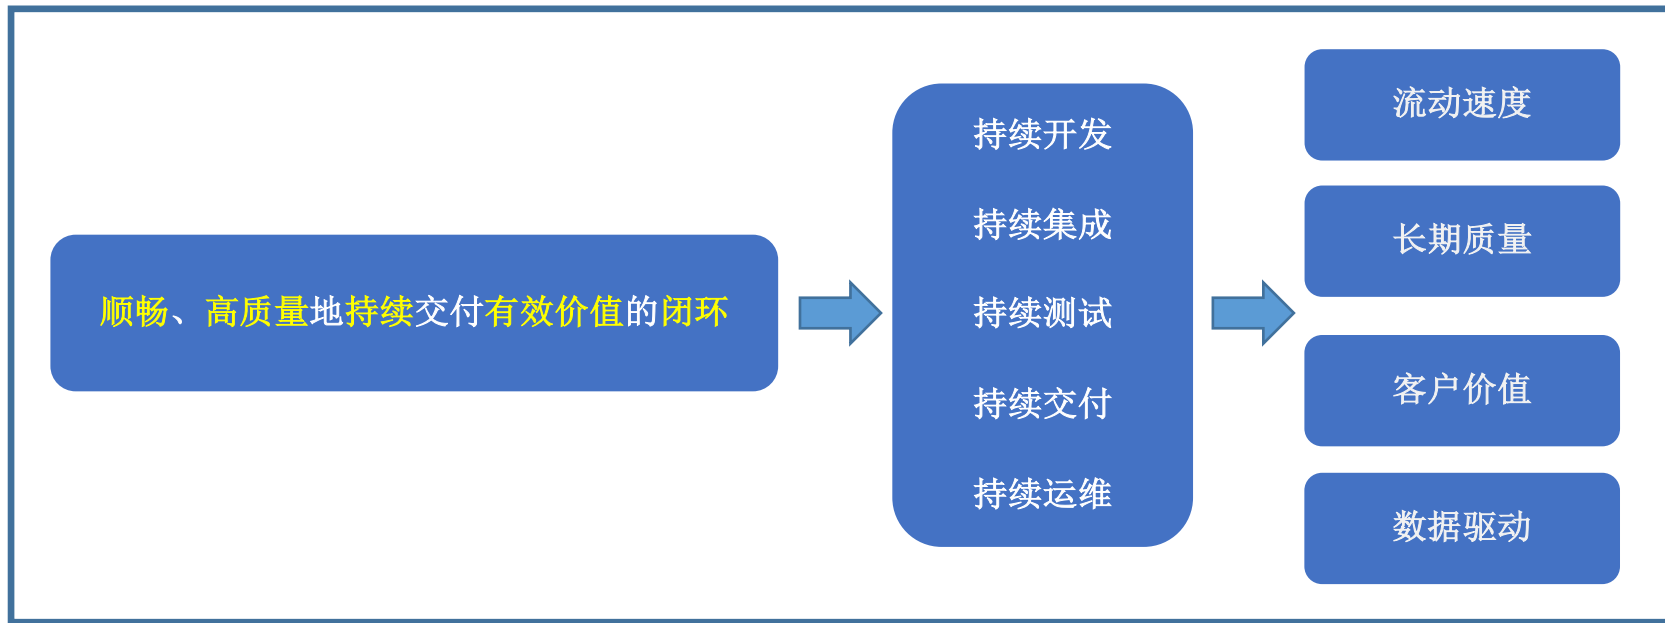 顺畅、高质量地持续交付有效价值的闭环
持续开发
持续集成
持续测试
持续交付
持续运维
流动速度
长期质量
客户价值
数据驱动